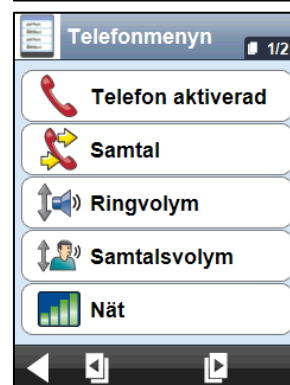 Telefonmenyn
1/2
Telefon aktiverad
Samtal
Ringvolym
Samtalsvolym
Nät